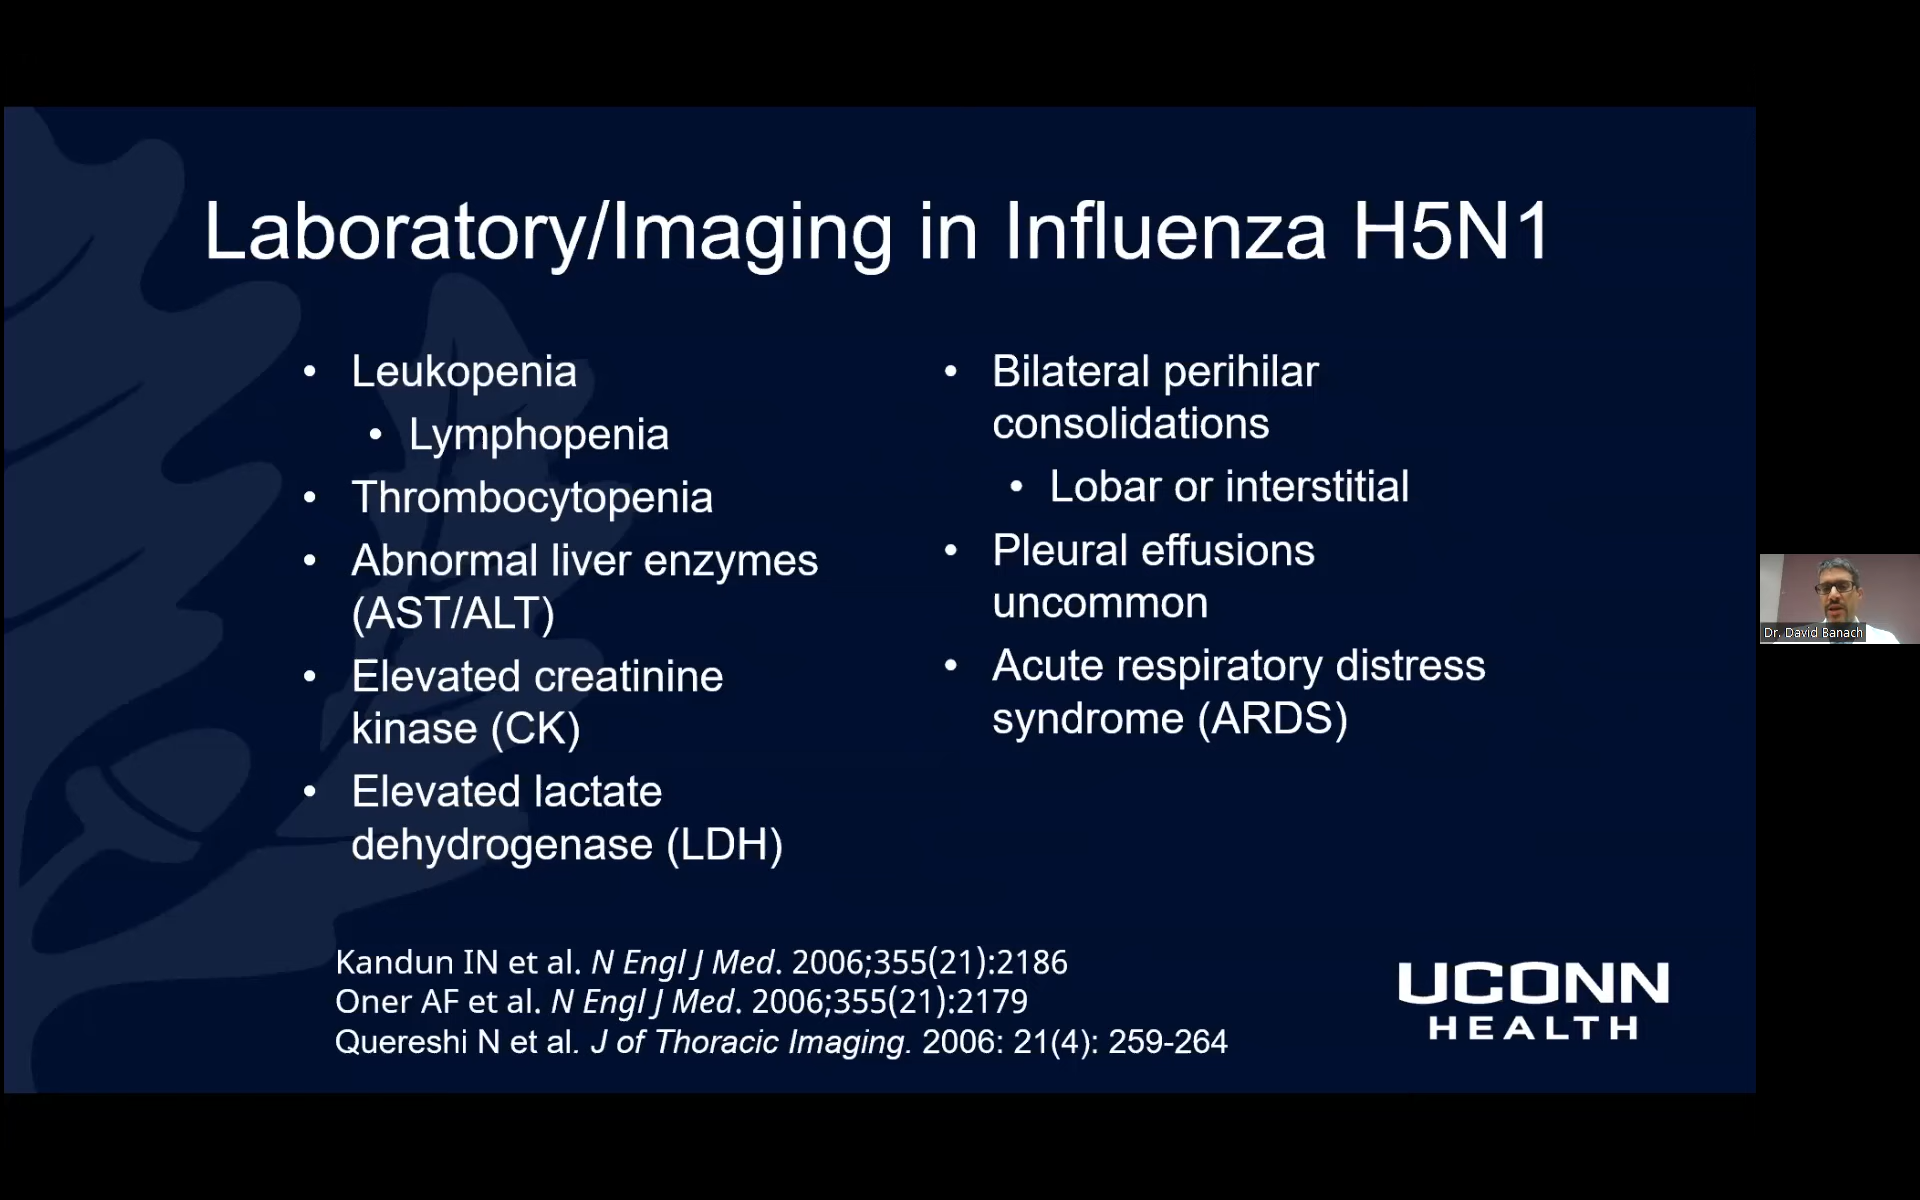 Laboratory/Imaging in Influenza H5N1
• Leukopenia
• Lymphopenia
• Thrombocytopenia
• Abnormal liver enzymes
(AST/ALT)
• Elevated creatinine
kinase (CK)
• Elevated lactate
dehydrogenase (LDH)
• Bilateral perihilar
consolidations
• Lobar or interstitial
• Pleural effusions
uncommon
• Acute respiratory distress
syndrome (ARDS)
Kandun IN et al. N Engl J Med. 2006;355(21):2186
Oner AF et al. N Engl J Med. 2006;355(21):2179
Quereshi N et al. J of Thoracic Imaging. 2006: 21(4): 259-264
UCONN
HEALTH
Dr. David Banach